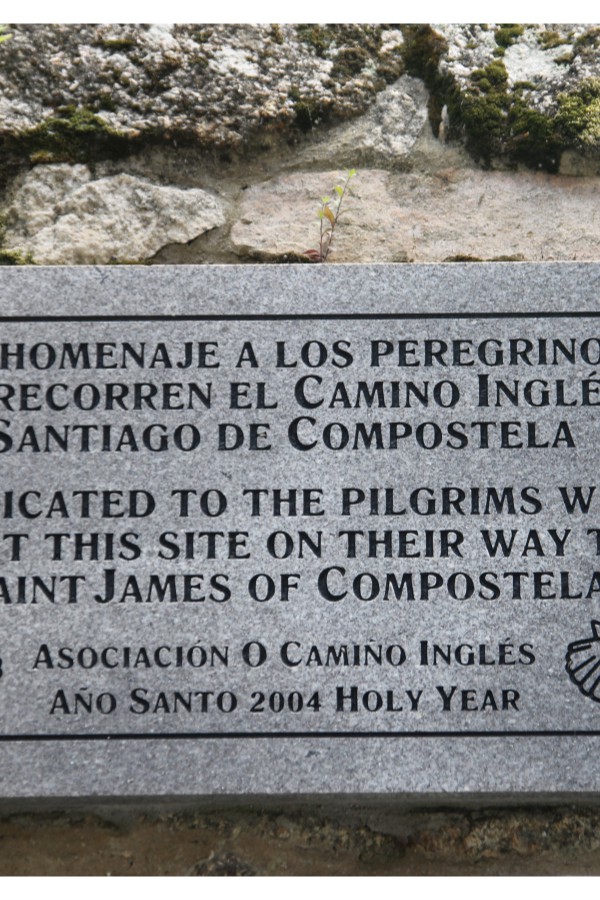 HOMENAJE A LOS PEREGRINO
RECORREN EL CAMINO INGLÉ
SANTIAGO DE COMPOSTELA
ICATED TO THE PILGRIMS W
T THIS SITE ON THEIR WAY T
AINT JAMES OF COMPOSTELA
ASOCIACIÓN O CAMIÑO INGLÉS
AÑO SANTO 2004 HOLY YEAR